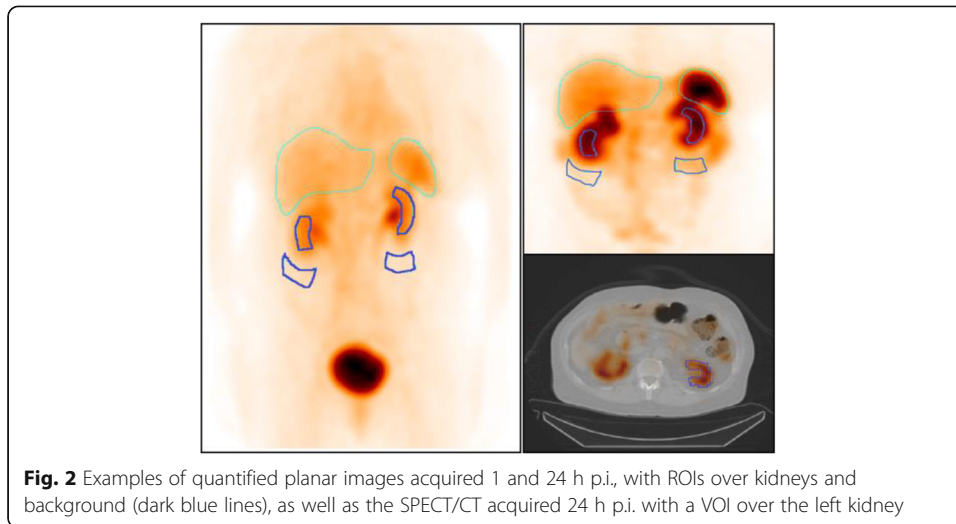 Fig. 2 Examples of quantified planar images acquired 1 and 24 h p.i., with ROIs over kidneys and
background (dark blue lines), as well as the SPECT/CT acquired 24 h p.i. with a VOI over the left kidney